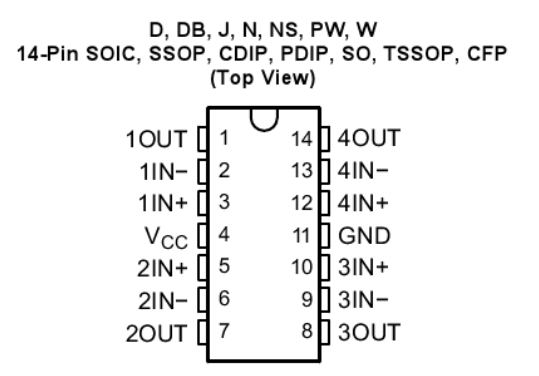 D, DB, J, N, NS, PW, W
14-Pin SOIC, SSOP, CDIP, PDIP, SO, TSSOP, CFP
(Top View)
1OUT 1 14 4OUT
1IN− 2 13 4IN−
1IN+ 3 12 4IN+
VCC 4 11 GND
2IN+ 5 10 3IN+
2IN− 6 9 3IN−
2OUT 7 8 3OUT